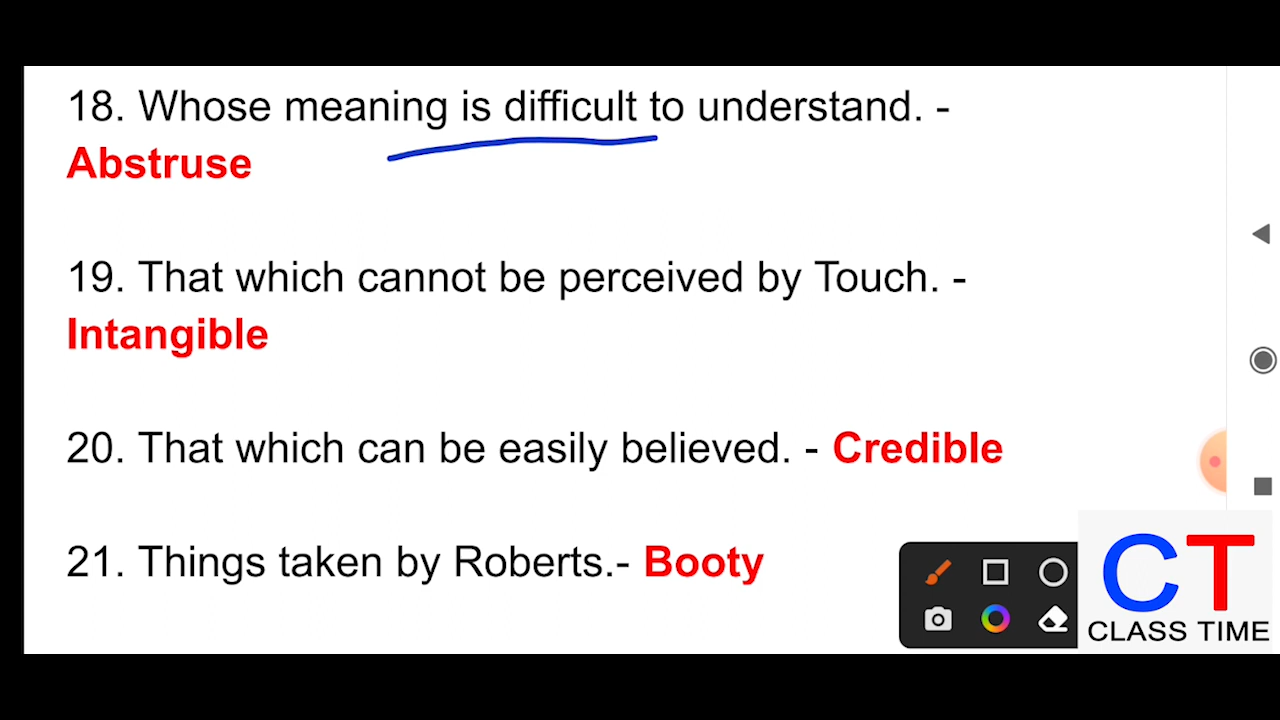 18. Whose meaning is difficult to understand. -
Abstruse
19. That which cannot be perceived by Touch. -
Intangible
20. That which can be easily believed. - Credible
21. Things taken by Roberts.- Booty
CT
CLASS TIME